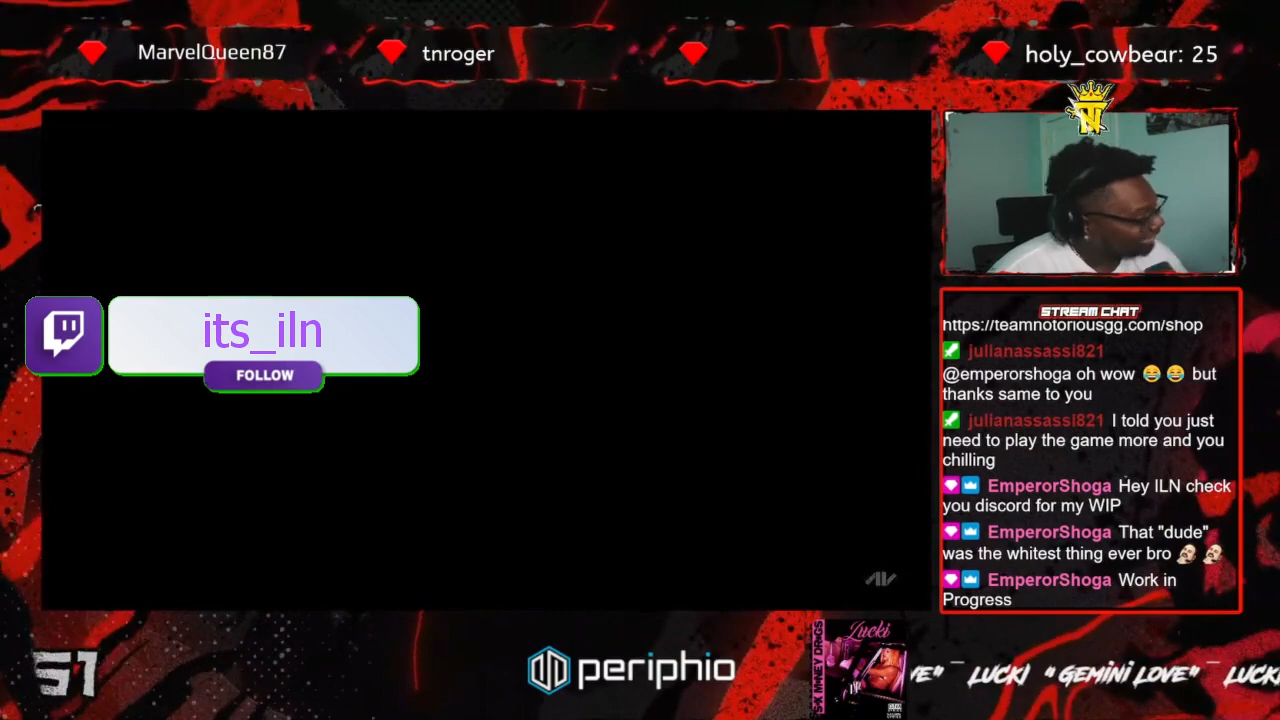 MarvelQueen87
tnroger
holy_cowbear: 25
N
its_iln
FOLLOW
STREAM CHAT
https://teamnotoriousgg.com/shop
julianassassi821
@emperorshoga oh wow 😂 😂 but
thanks same to you
julianassassi821 I told you just
need to play the game more and you
chilling
EmperorShoga Hey ILN check
you discord for my WIP
EmperorShoga That "dude"
was the whitest thing ever bro
EmperorShoga Work in
Progress
51
periphio
Lucki
VE" - LUCKI "GEMINI LOVE" - LUCK